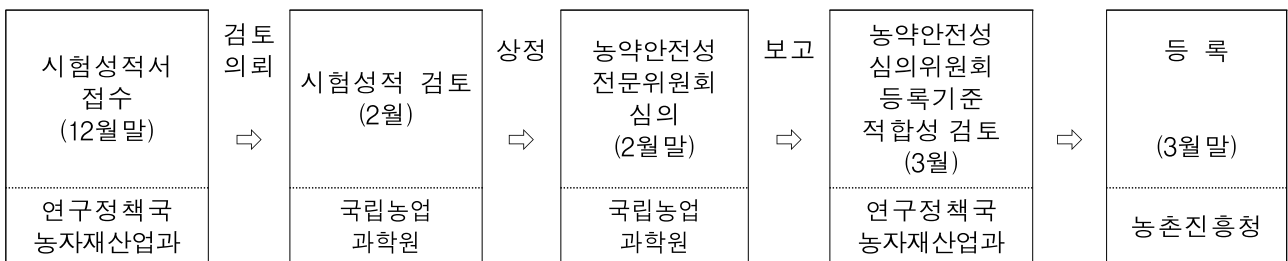 시험성적서
접수
(12월말)
연구정책국
농자재산업과
검토
의뢰
⇨
시험성적 검토
(2월)
국립농업
과학원
상정
⇨
농약안전성
전문위원회
심의
(2월말)
국립농업
과학원
보고
⇨
농약안전성
심의위원회
등록기준
적합성 검토
(3월)
연구정책국
농자재산업과
⇨
등 록
(3월말)
농촌진흥청